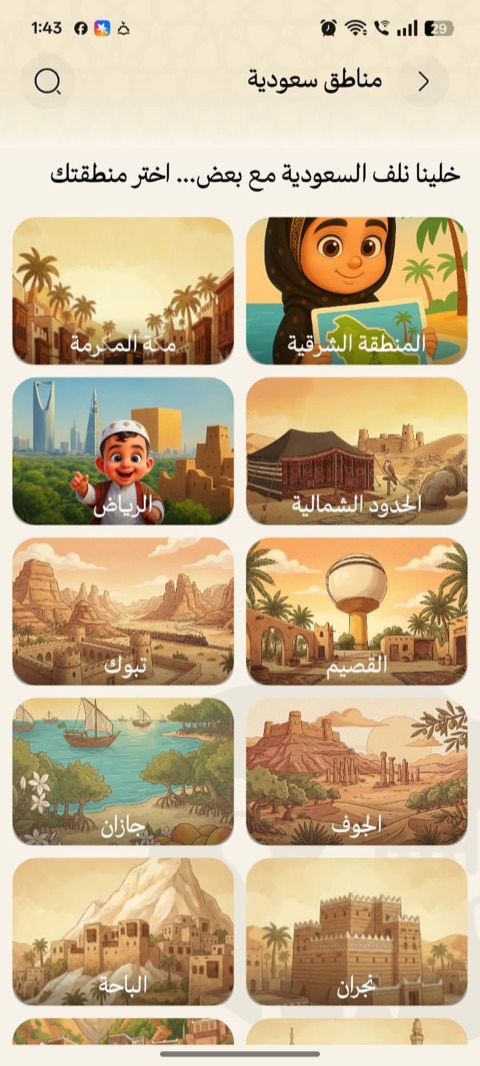 1:43
29
مناطق سعودية
خلينا نلف السعودية مع بعض... اختر منطقتك
المنطقة الشرقية
مكة المكرمة
الحدود الشمالية
الرياض
القصيم
تبوك
الجوف
جازان
نجران
الباحة